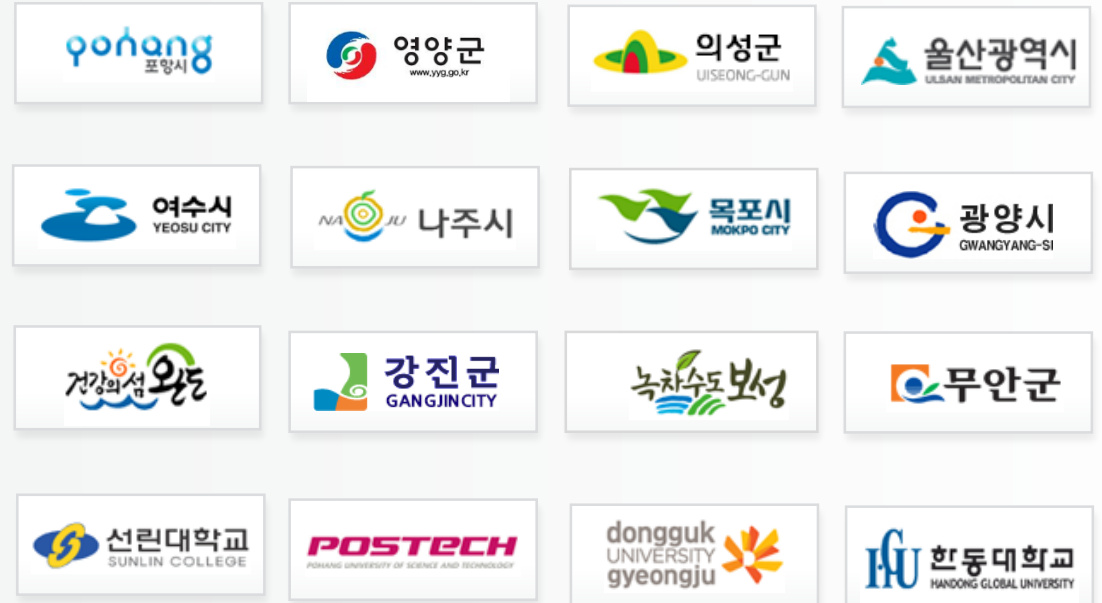 pohang
포항시
영양군
www.yyg.go.kr
의성군
UISEONG-GUN
울산광역시
ULSAN METROPOLITAN CITY
여수시
YEOSU CITY
NA JU 나주시
목포시
MOKPO CITY
광양시
GWANGYANG-SI
건강의 섬 완도
강진군
GANGJINCITY
녹차수도 보성
무안군
선린대학교
SUNLIN COLLEGE
POSTECH
POHANG UNIVERSITY OF SCIENCE AND TECHNOLOGY
dongguk
UNIVERSITY
gyeongju
HGU
한동대학교
HANDONG GLOBAL UNIVERSITY